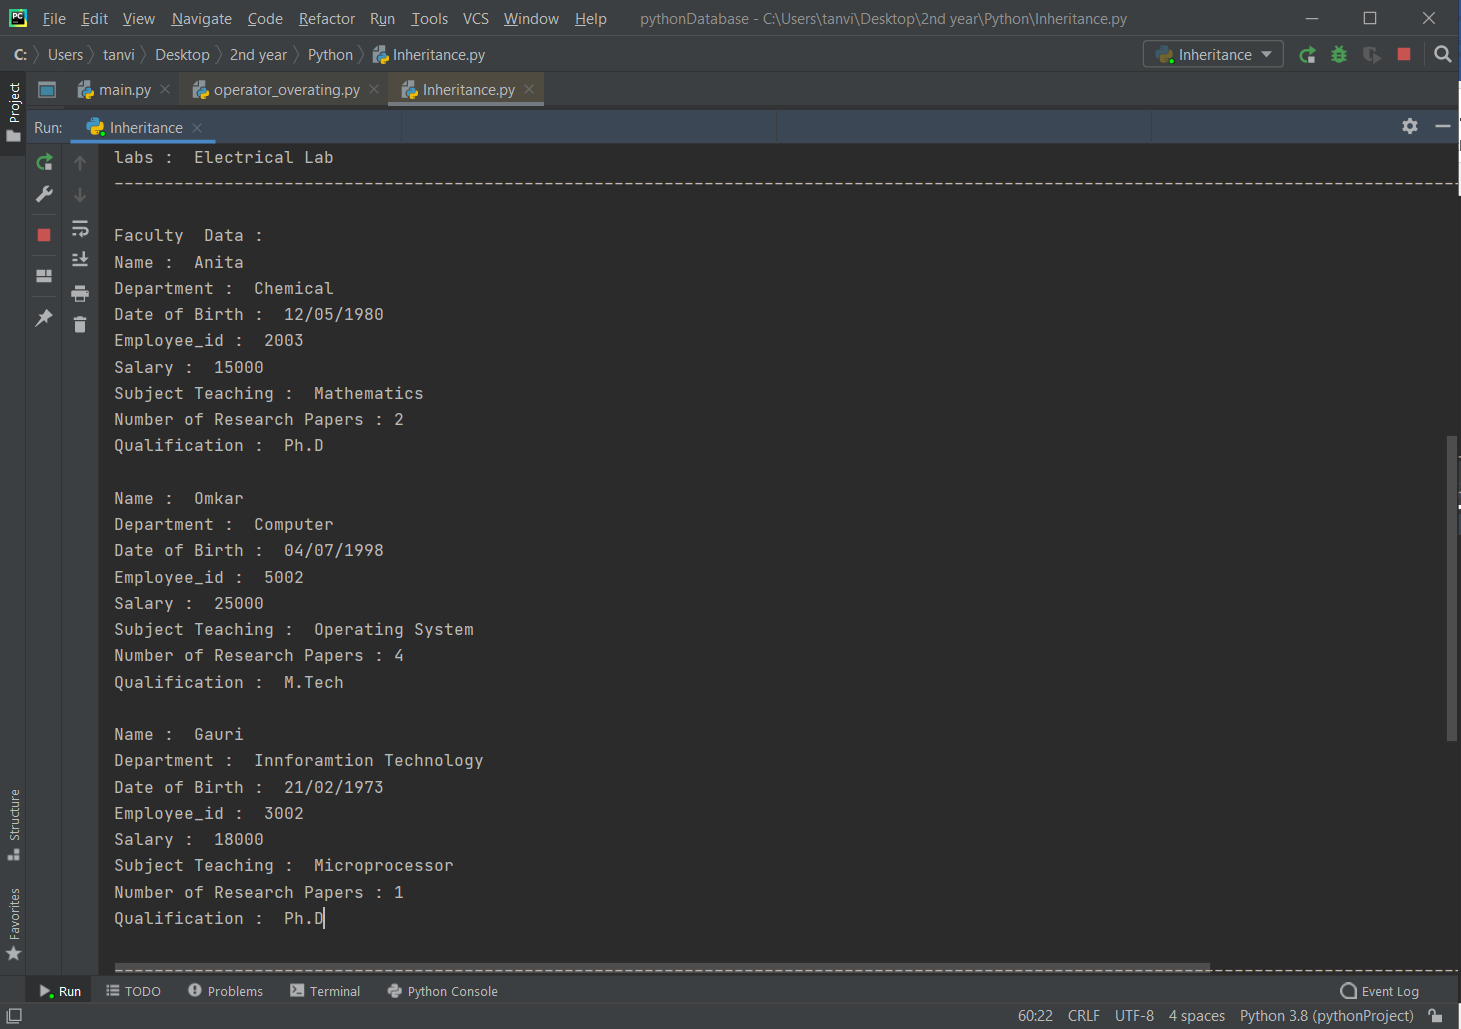 PC File Edit View Navigate Code Refactor Run Tools VCS Window Help pythonDatabase - C:\Users\tanvi\Desktop\2nd year\Python\Inheritance.py
C: Users tanvi Desktop 2nd year Python Inheritance.py Inheritance
Project
main.py operator_overating.py Inheritance.py
Run: Inheritance
labs :  Electrical Lab
---------------------------------------------------------------------------------------------------------------------------------------
Faculty  Data :
Name :  Anita
Department :  Chemical
Date of Birth :  12/05/1980
Employee_id :  2003
Salary :  15000
Subject Teaching :  Mathematics
Number of Research Papers : 2
Qualification :  Ph.D
Name :  Omkar
Department :  Computer
Date of Birth :  04/07/1998
Employee_id :  5002
Salary :  25000
Subject Teaching :  Operating System
Number of Research Papers : 4
Qualification :  M.Tech
Name :  Gauri
Department :  Innforamtion Technology
Date of Birth :  21/02/1973
Employee_id :  3002
Salary :  18000
Subject Teaching :  Microprocessor
Number of Research Papers : 1
Qualification :  Ph.D
---------------------------------------------------------------------------------------------------------------------------------------
Structure
Favorites
Run TODO Problems Terminal Python Console Event Log
60:22 CRLF UTF-8 4 spaces Python 3.8 (pythonProject)